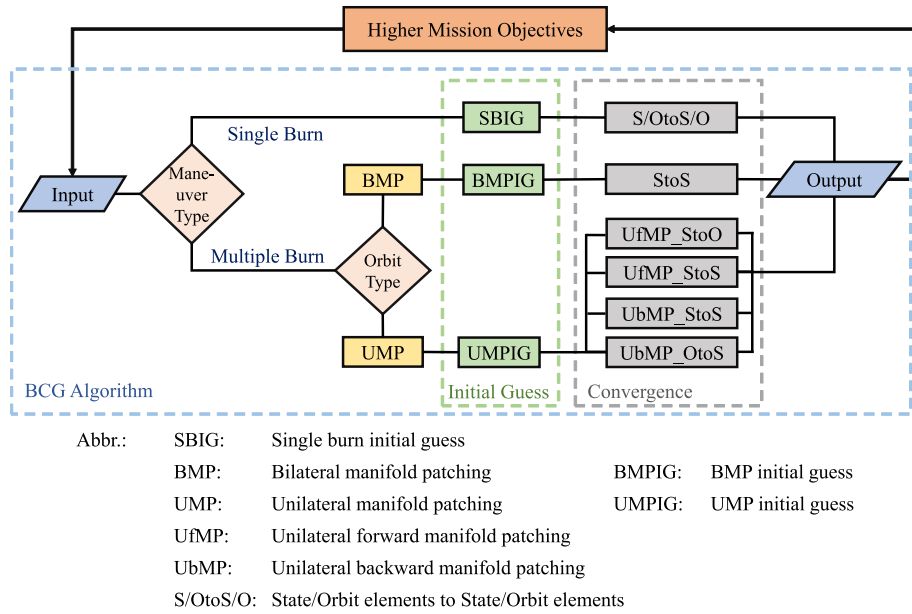 Higher Mission Objectives
Single Burn
SBIG
S/OtoS/O
Input
Mane-
uver
Type
BMP
BMPIG
StoS
Output
Multiple Burn
Orbit
Type
UfMP_StoO
UfMP_StoS
UbMP_StoS
UMP
UMPIG
UbMP_OtoS
BCG Algorithm
Initial Guess
Convergence
Abbr.: SBIG: Single burn initial guess
BMP: Bilateral manifold patching BMPIG: BMP initial guess
UMP: Unilateral manifold patching UMPIG: UMP initial guess
UfMP: Unilateral forward manifold patching
UbMP: Unilateral backward manifold patching
S/OtoS/O: State/Orbit elements to State/Orbit elements